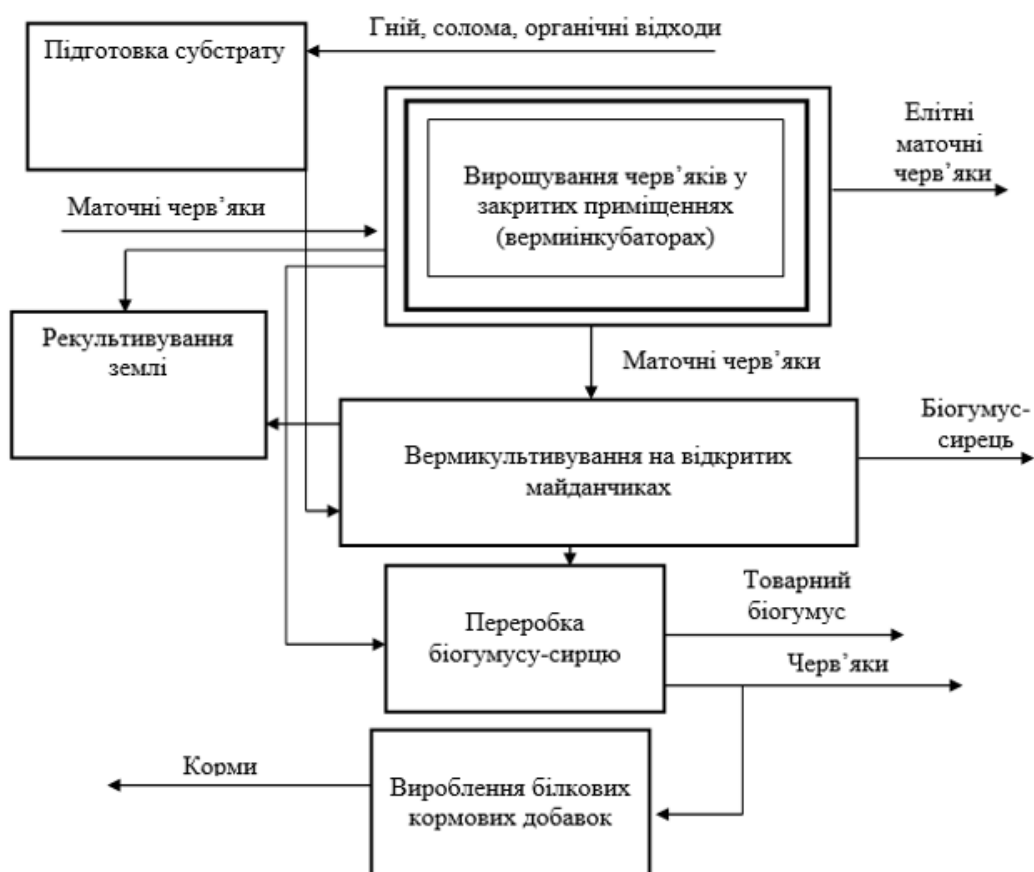 Гній, солома, органічні відходи
Підготовка субстрату
Елітні
маточні
черв’яки
Вирощування черв’яків у
закритих приміщеннях
(вермиінкубаторах)
Маточні черв’яки
Рекультивування
землі
Маточні черв’яки
Біогумус-
сирець
Вермикультивування на відкритих
майданчиках
Товарний
біогумус
Переробка
біогумусу-сирцю
Черв’яки
Корми
Вироблення білкових
кормових добавок